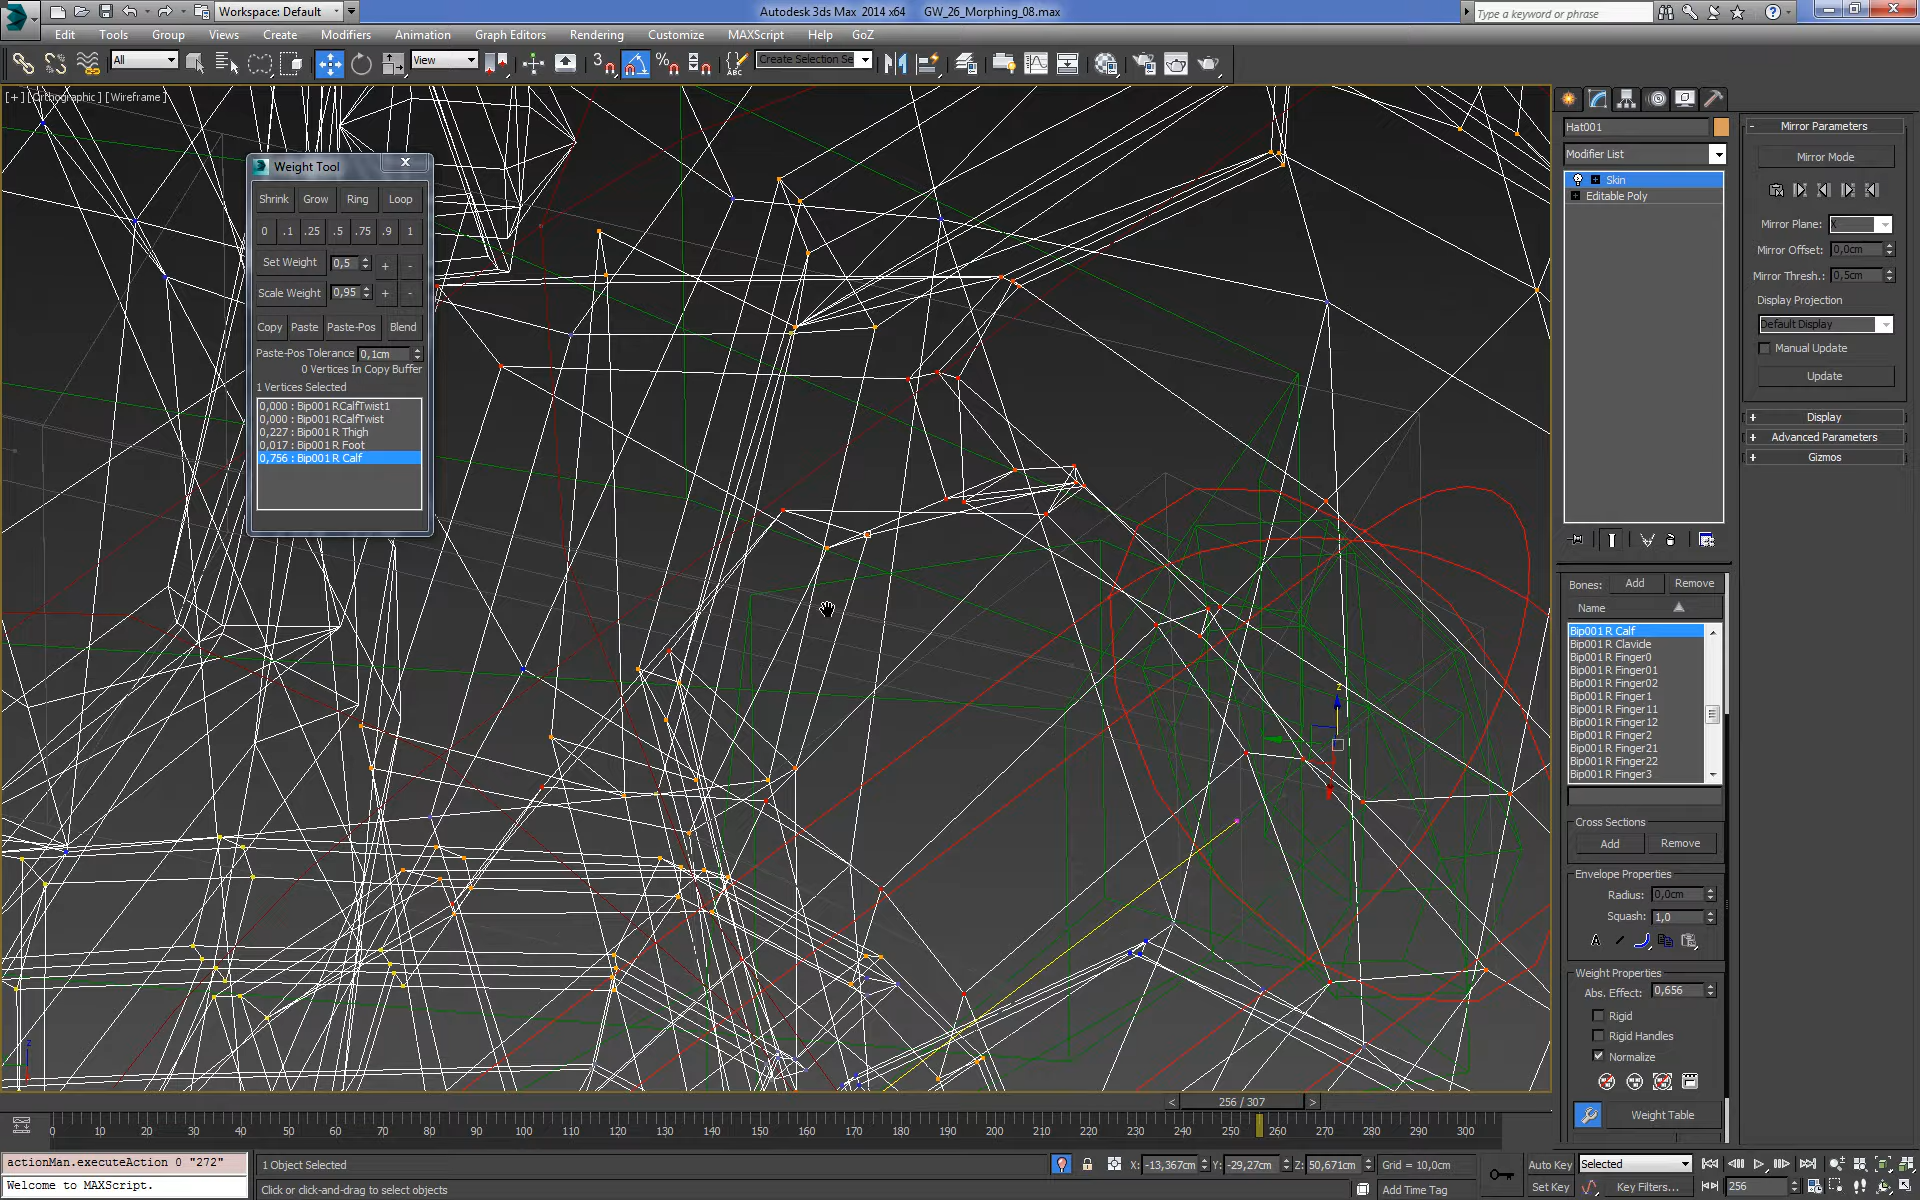 Workspace: Default
Autodesk 3ds Max 2014 x64 GW_26_Morphing_08.max
Type a keyword or phrase
Edit Tools Group Views Create Modifiers Animation Graph Editors Rendering Customize MAXScript Help GoZ
All
View
3
Create Selection Se
[+] [Orthographic] [Wireframe]
Weight Tool
Shrink Grow Ring Loop
0 .1 .25 .5 .75 .9 1
Set Weight 0,5 + -
Scale Weight 0,95 + -
Copy Paste Paste-Pos Blend
Paste-Pos Tolerance 0,1cm
0 Vertices In Copy Buffer
1 Vertices Selected
0,000 : Bip001 RCalfTwist1
0,000 : Bip001 RCalfTwist
0,227 : Bip001 R Thigh
0,017 : Bip001 R Foot
0,756 : Bip001 R Calf
Hat001
Modifier List
Skin
Editable Poly
Bones: Add Remove
Name
Bip001 R Calf
Bip001 R Clavicle
Bip001 R Finger0
Bip001 R Finger01
Bip001 R Finger02
Bip001 R Finger1
Bip001 R Finger11
Bip001 R Finger12
Bip001 R Finger2
Bip001 R Finger21
Bip001 R Finger22
Bip001 R Finger3
Cross Sections
Add Remove
Envelope Properties
Radius: 0,0cm
Squash: 1,0
Weight Properties
Abs. Effect: 0,656
Rigid
Rigid Handles
Normalize
Weight Table
- Mirror Parameters
Mirror Mode
Mirror Plane: X
Mirror Offset: 0,0cm
Mirror Thresh.: 0,5cm
Display Projection
Default Display
Manual Update
Update
+ Display
+ Advanced Parameters
+ Gizmos
z
z
< 256 / 307 >
0 10 20 30 40 50 60 70 80 90 100 110 120 130 140 150 160 170 180 190 200 210 220 230 240 250 260 270 280 290 300
actionMan.executeAction 0 "272"
Welcome to MAXScript.
1 Object Selected
Click or click-and-drag to select objects
X: -13,367cm Y: -29,27cm Z: 50,671cm Grid = 10,0cm
Add Time Tag
Auto Key Selected
Set Key Key Filters...
256